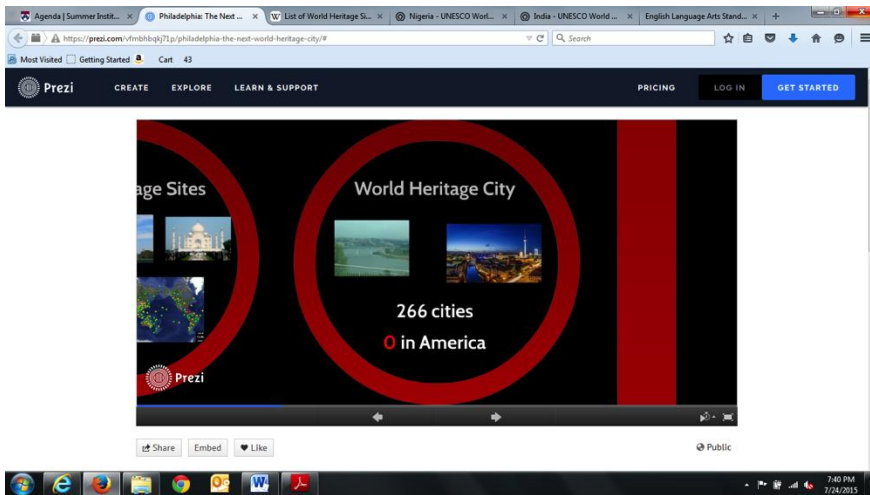 Agenda | Summer Instit...
Philadelphia: The Next ...
List of World Heritage Si...
Nigeria - UNESCO Worl...
India - UNESCO World ...
English Language Arts Stand...
https://prezi.com/vfmbhbqkj71p/philadelphia-the-next-world-heritage-city/#
Search
Most Visited Getting Started Cart 43
Prezi CREATE EXPLORE LEARN & SUPPORT PRICING LOG IN GET STARTED
age Sites
World Heritage City
266 cities
0 in America
Prezi
Share Embed Like Public
7:40 PM
7/24/2015